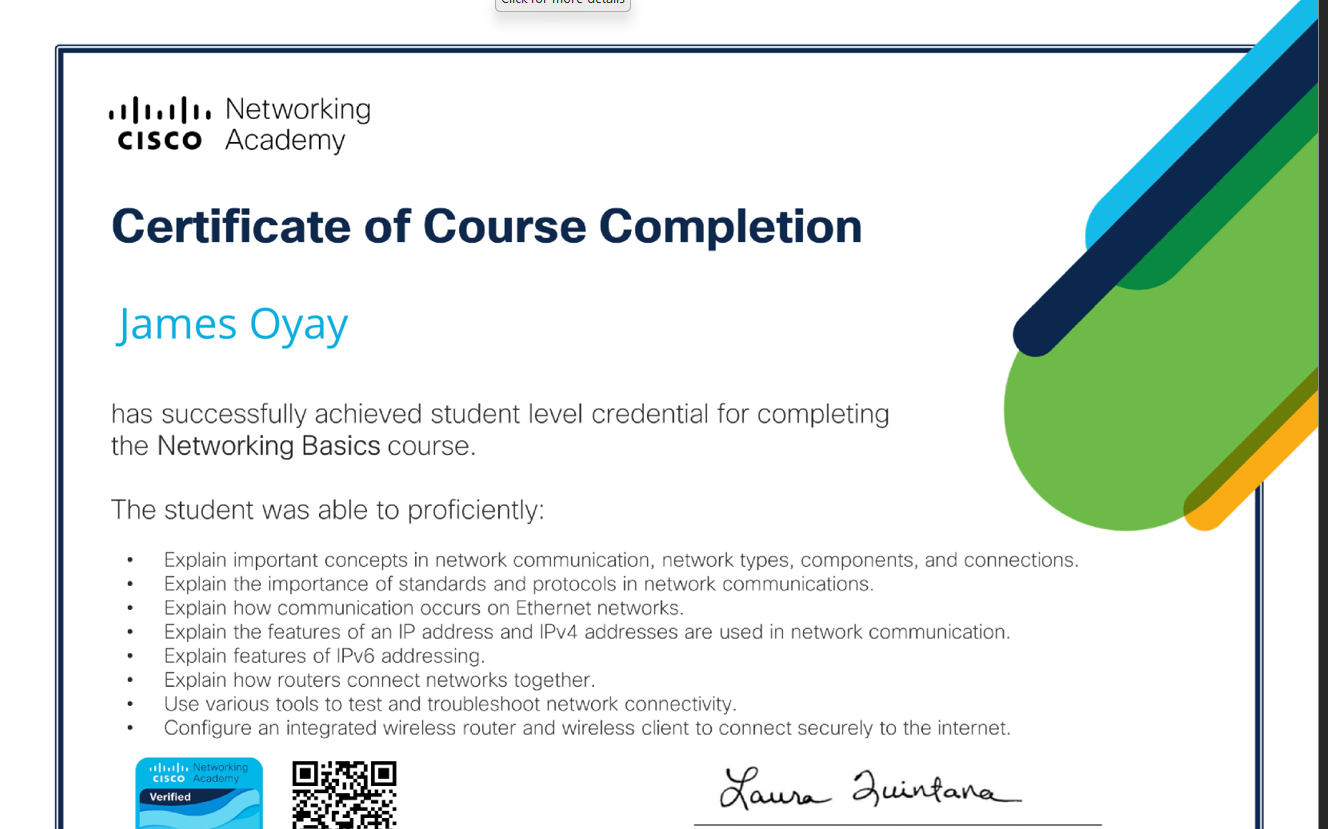 Click for more details
Networking
Academy
CISCO
Certificate of Course Completion
James Oyay
has successfully achieved student level credential for completing
the Networking Basics course.
The student was able to proficiently:
• Explain important concepts in network communication, network types, components, and connections.
• Explain the importance of standards and protocols in network communications.
• Explain how communication occurs on Ethernet networks.
• Explain the features of an IP address and IPv4 addresses are used in network communication.
• Explain features of IPv6 addressing.
• Explain how routers connect networks together.
• Use various tools to test and troubleshoot network connectivity.
• Configure an integrated wireless router and wireless client to connect securely to the internet.
Networking
CISCO Academy
Verified
Laura Quintana